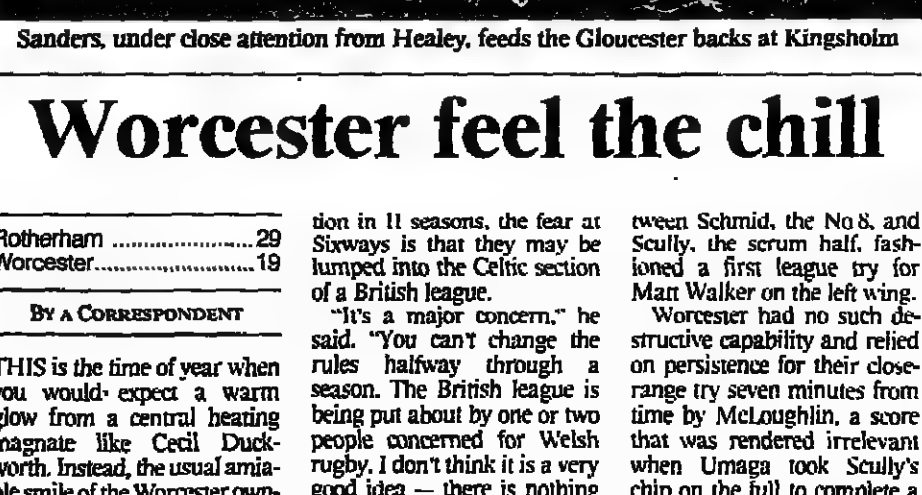 Sanders, under close attention from Healey, feeds the Gloucester backs at Kingsholm
Worcester feel the chill
Rotherham ........................29
Worcester...........................19
BY A CORRESPONDENT
THIS is the time of year when
you would expect a warm
glow from a central heating
magnate like Cecil Duck-
worth. Instead, the usual amia-
ble smile of the Worcester own-
tion in 11 seasons, the fear at
Sixways is that they may be
lumped into the Celtic section
of a British league.
"It's a major concern," he
said. "You can't change the
rules halfway through a
season. The British league is
being put about by one or two
people concerned for Welsh
rugby. I don't think it is a very
good idea — there is nothing
tween Schmid, the No 8, and
Scully, the scrum half, fash-
ioned a first league try for
Matt Walker on the left wing.
Worcester had no such de-
structive capability and relied
on persistence for their close-
range try seven minutes from
time by McLoughlin, a score
that was rendered irrelevant
when Umaga took Scully's
chip on the full to complete a